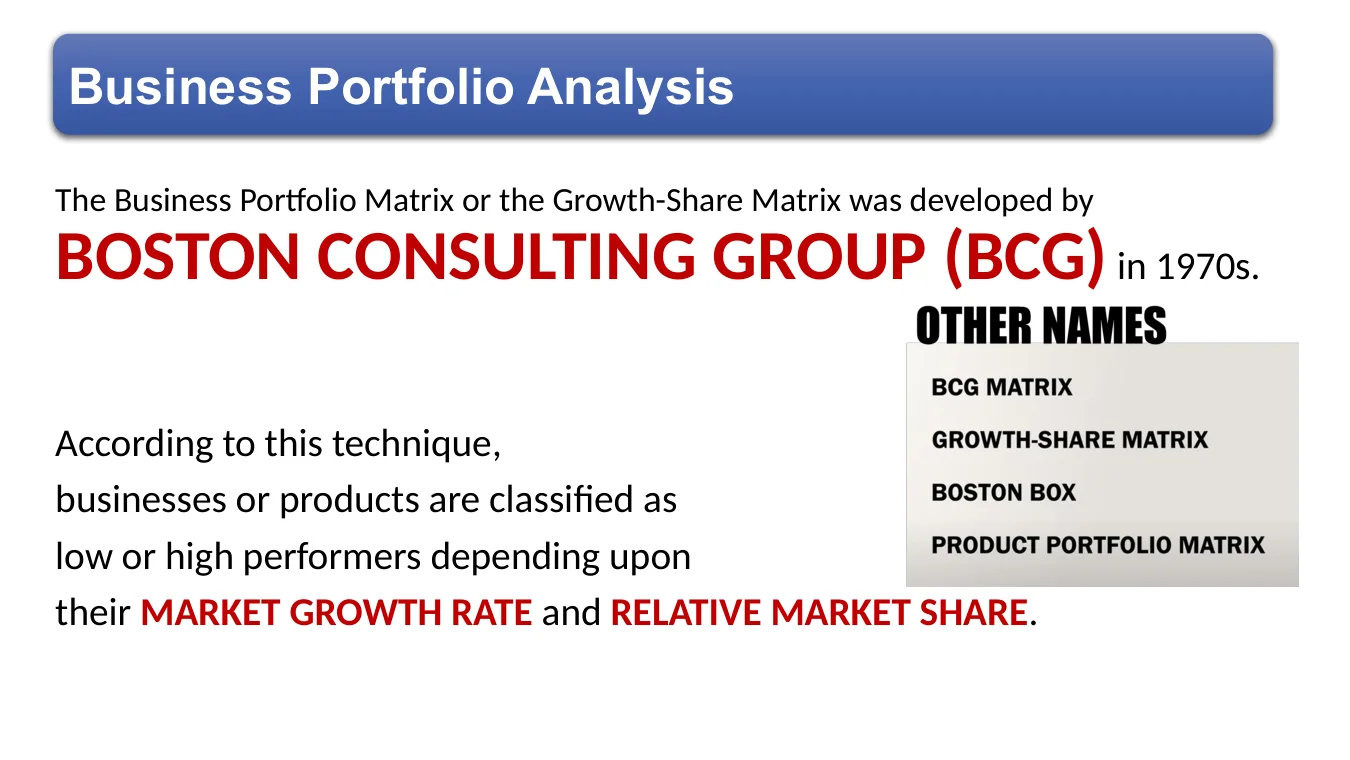 Business Portfolio Analysis
The Business Portfolio Matrix or the Growth-Share Matrix was developed by
BOSTON CONSULTING GROUP (BCG) in 1970s.
OTHER NAMES
BCG MATRIX
GROWTH-SHARE MATRIX
BOSTON BOX
PRODUCT PORTFOLIO MATRIX
According to this technique,
businesses or products are classified as
low or high performers depending upon
their MARKET GROWTH RATE and RELATIVE MARKET SHARE.